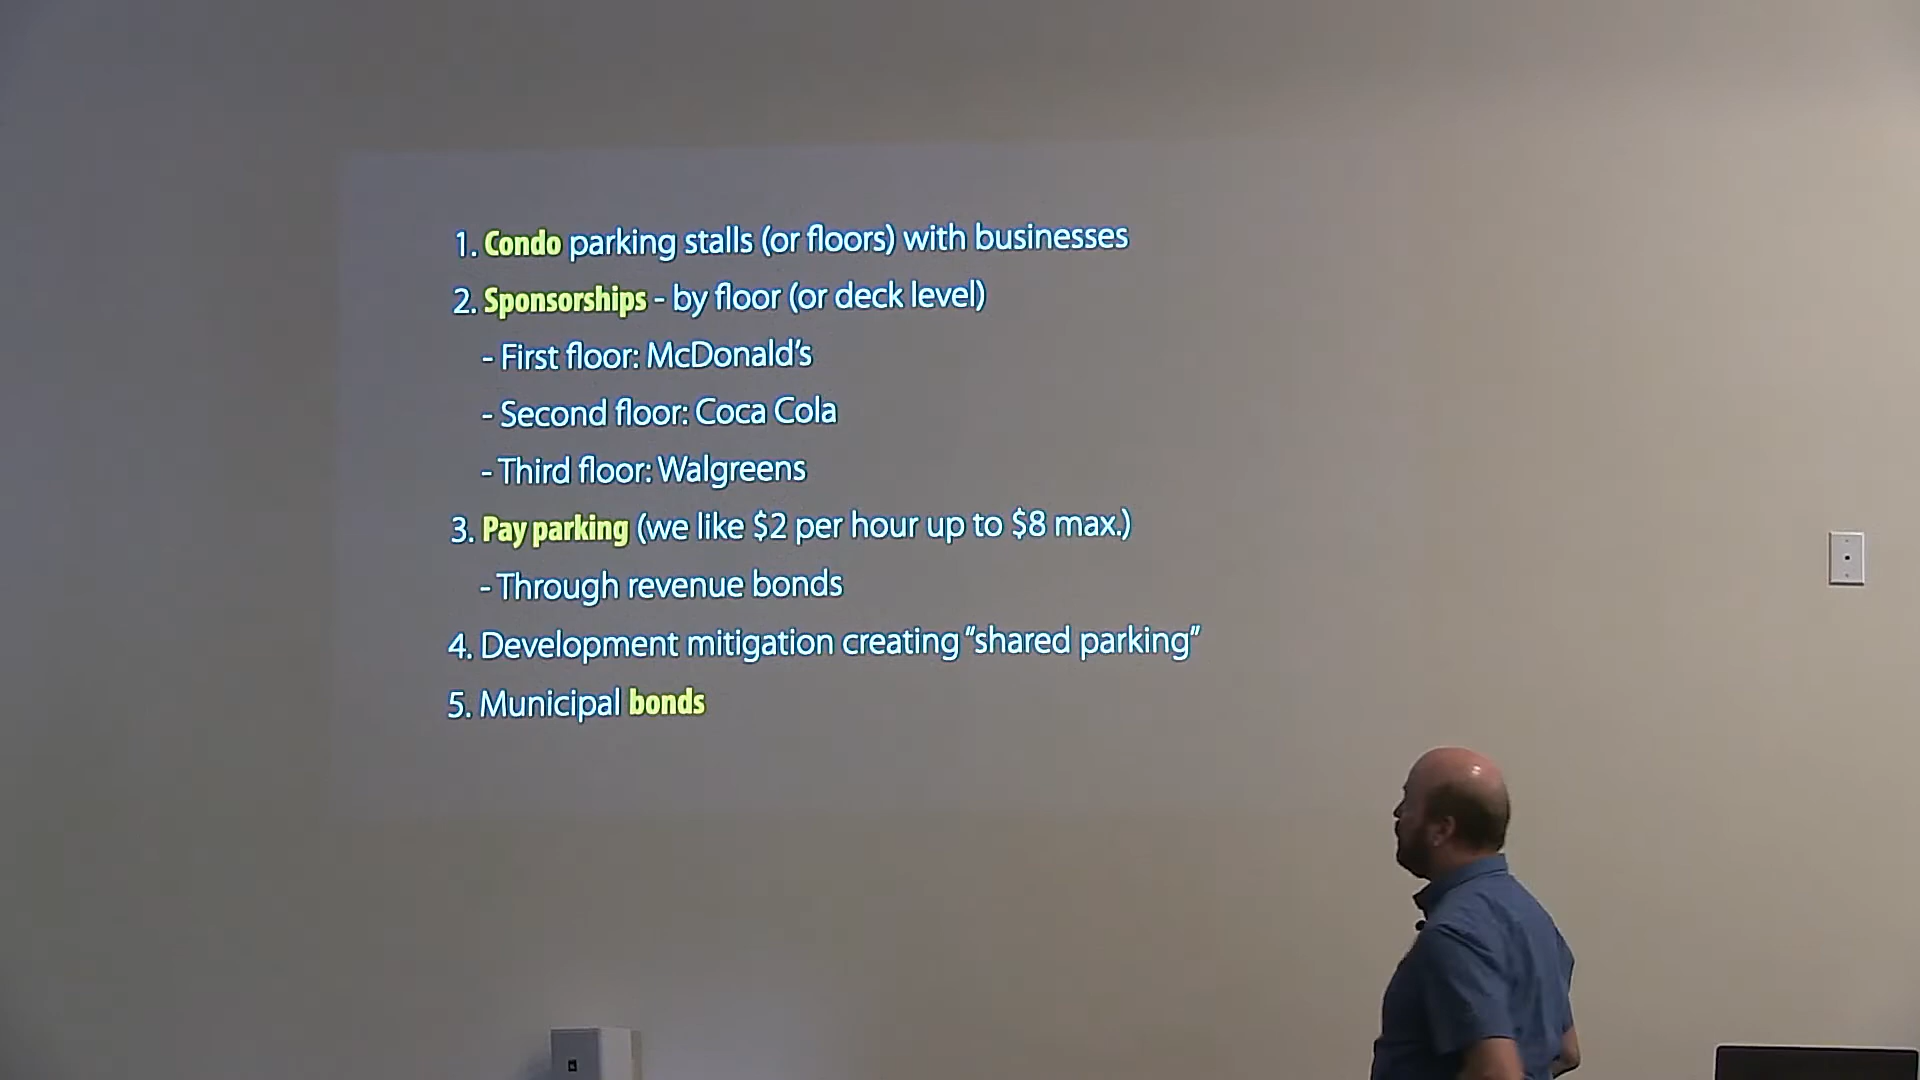 1. Condo parking stalls (or floors) with businesses
2. Sponsorships - by floor (or deck level)
- First floor: McDonald's
- Second floor: Coca Cola
- Third floor: Walgreens
3. Pay parking (we like $2 per hour up to $8 max.)
- Through revenue bonds
4. Development mitigation creating “shared parking”
5. Municipal bonds